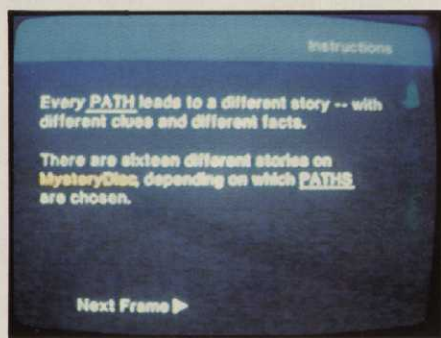 Instructions
Every PATH leads to a different story -- with
different clues and different facts.
There are sixteen different stories on
MysteryDisc, depending on which PATHS
are chosen.
Next Frame